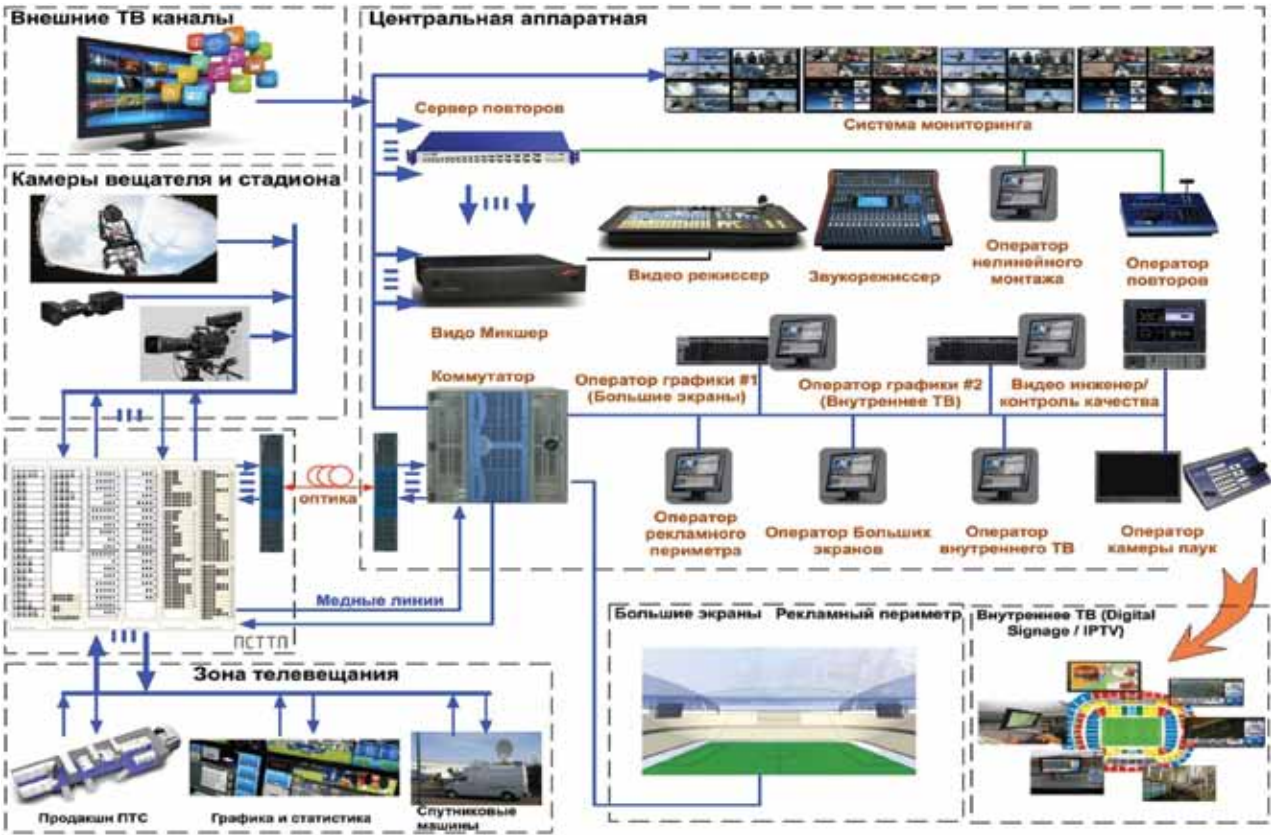 Внешние ТВ каналы
Центральная аппаратная
Сервер повторов
Система мониторинга
Камеры вещателя и стадиона
Видео режиссер
Звукорежиссер
Оператор
нелинейного
монтажа
Оператор
повторов
Видо Микшер
Коммутатор
Оператор графики #1
(Большие экраны)
Оператор графики #2
(Внутреннее ТВ)
Видео инженер/
контроль качества
оптика
Оператор
рекламного
периметра
Оператор Больших
экранов
Оператор
внутреннего ТВ
Оператор
камеры паук
Медные линии
ПСТТП
Большие экраны
Рекламный периметр
Внутреннее ТВ (Digital
Signage / IPTV)
Зона телевещания
Продакшн ПТС
Графика и статистика
Спутниковые
машины